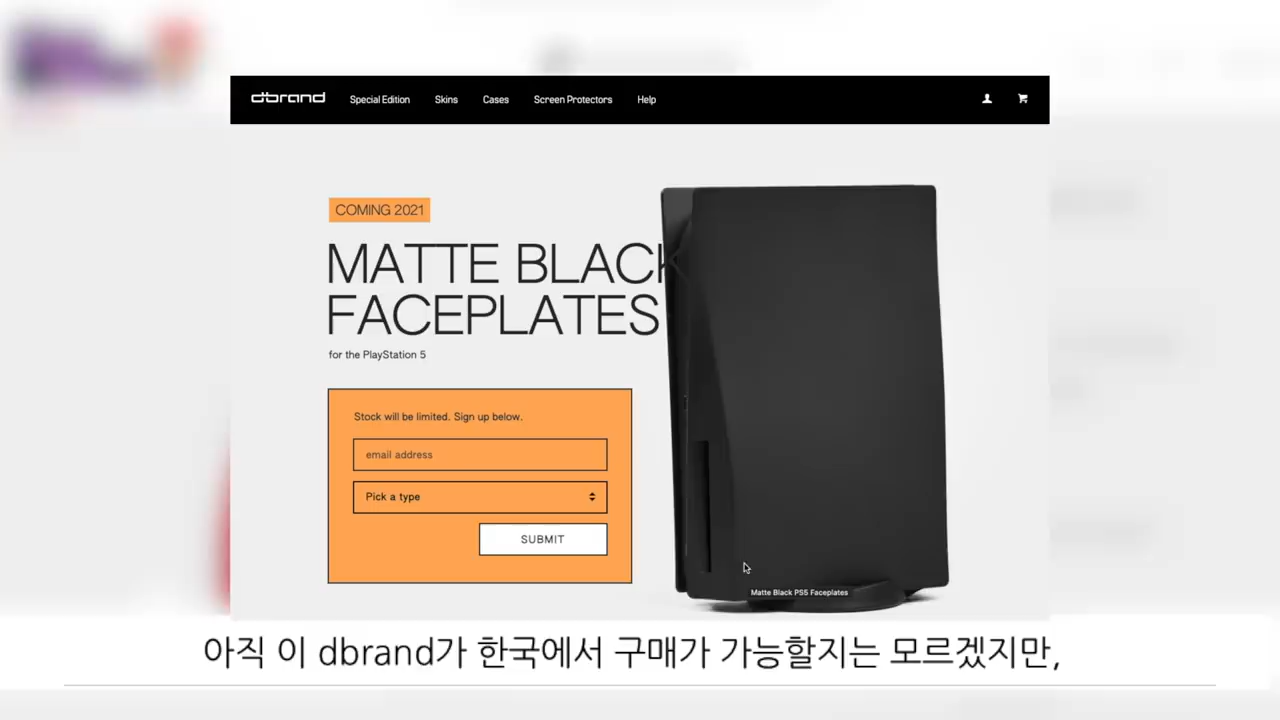 dbrand Special Edition Skins Cases Screen Protectors Help
COMING 2021
MATTE BLACK
FACEPLATES
for the PlayStation 5
Stock will be limited. Sign up below.
email address
Pick a type
SUBMIT
Matte Black PS5 Faceplates
아직 이 dbrand가 한국에서 구매가 가능할지는 모르겠지만,